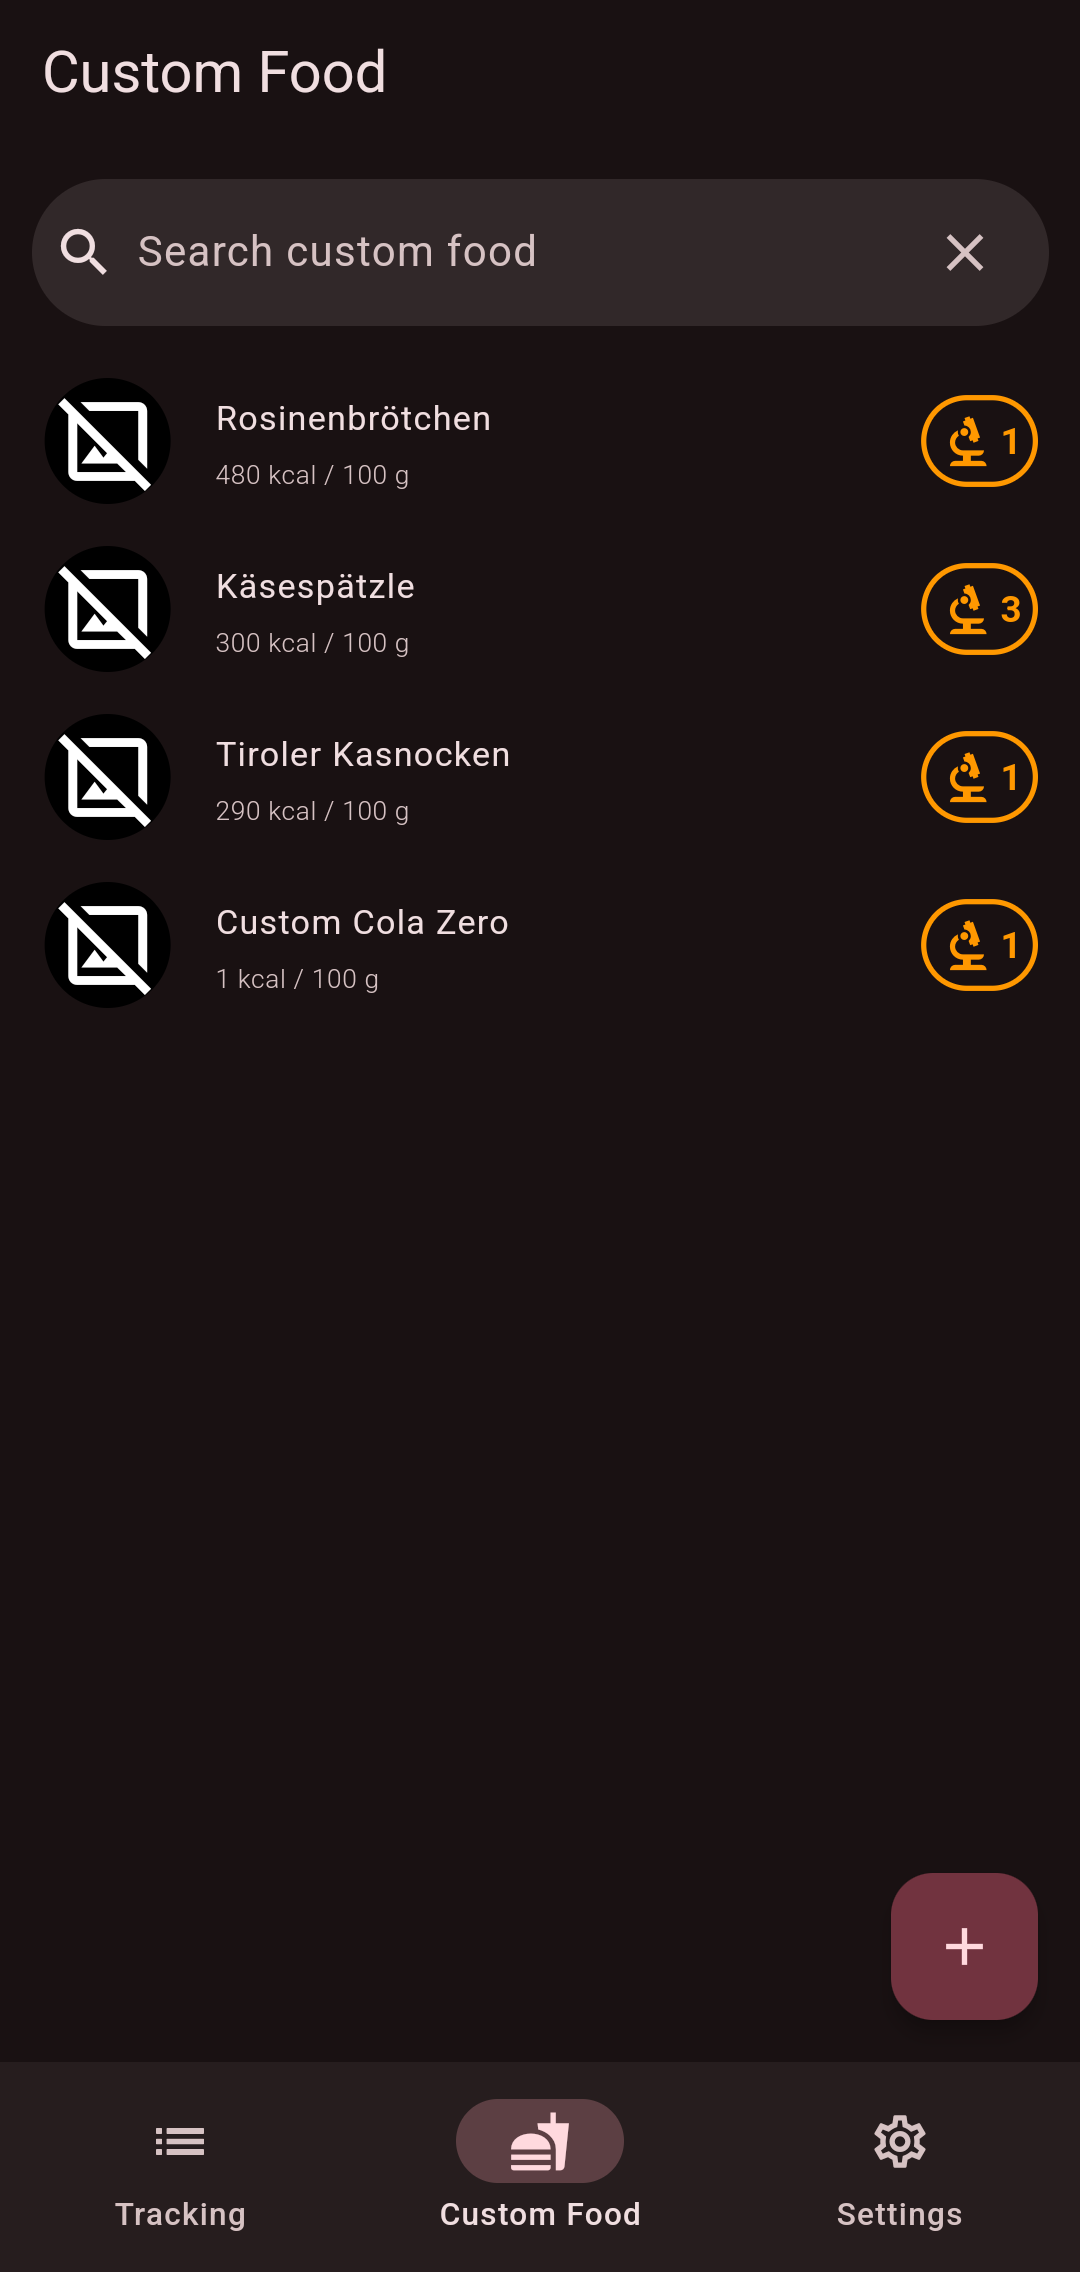 Custom Food
Search custom food
Rosinenbrötchen
480 kcal / 100 g
1
Käsespätzle
300 kcal / 100 g
3
Tiroler Kasnocken
290 kcal / 100 g
1
Custom Cola Zero
1 kcal / 100 g
1
Tracking
Custom Food
Settings